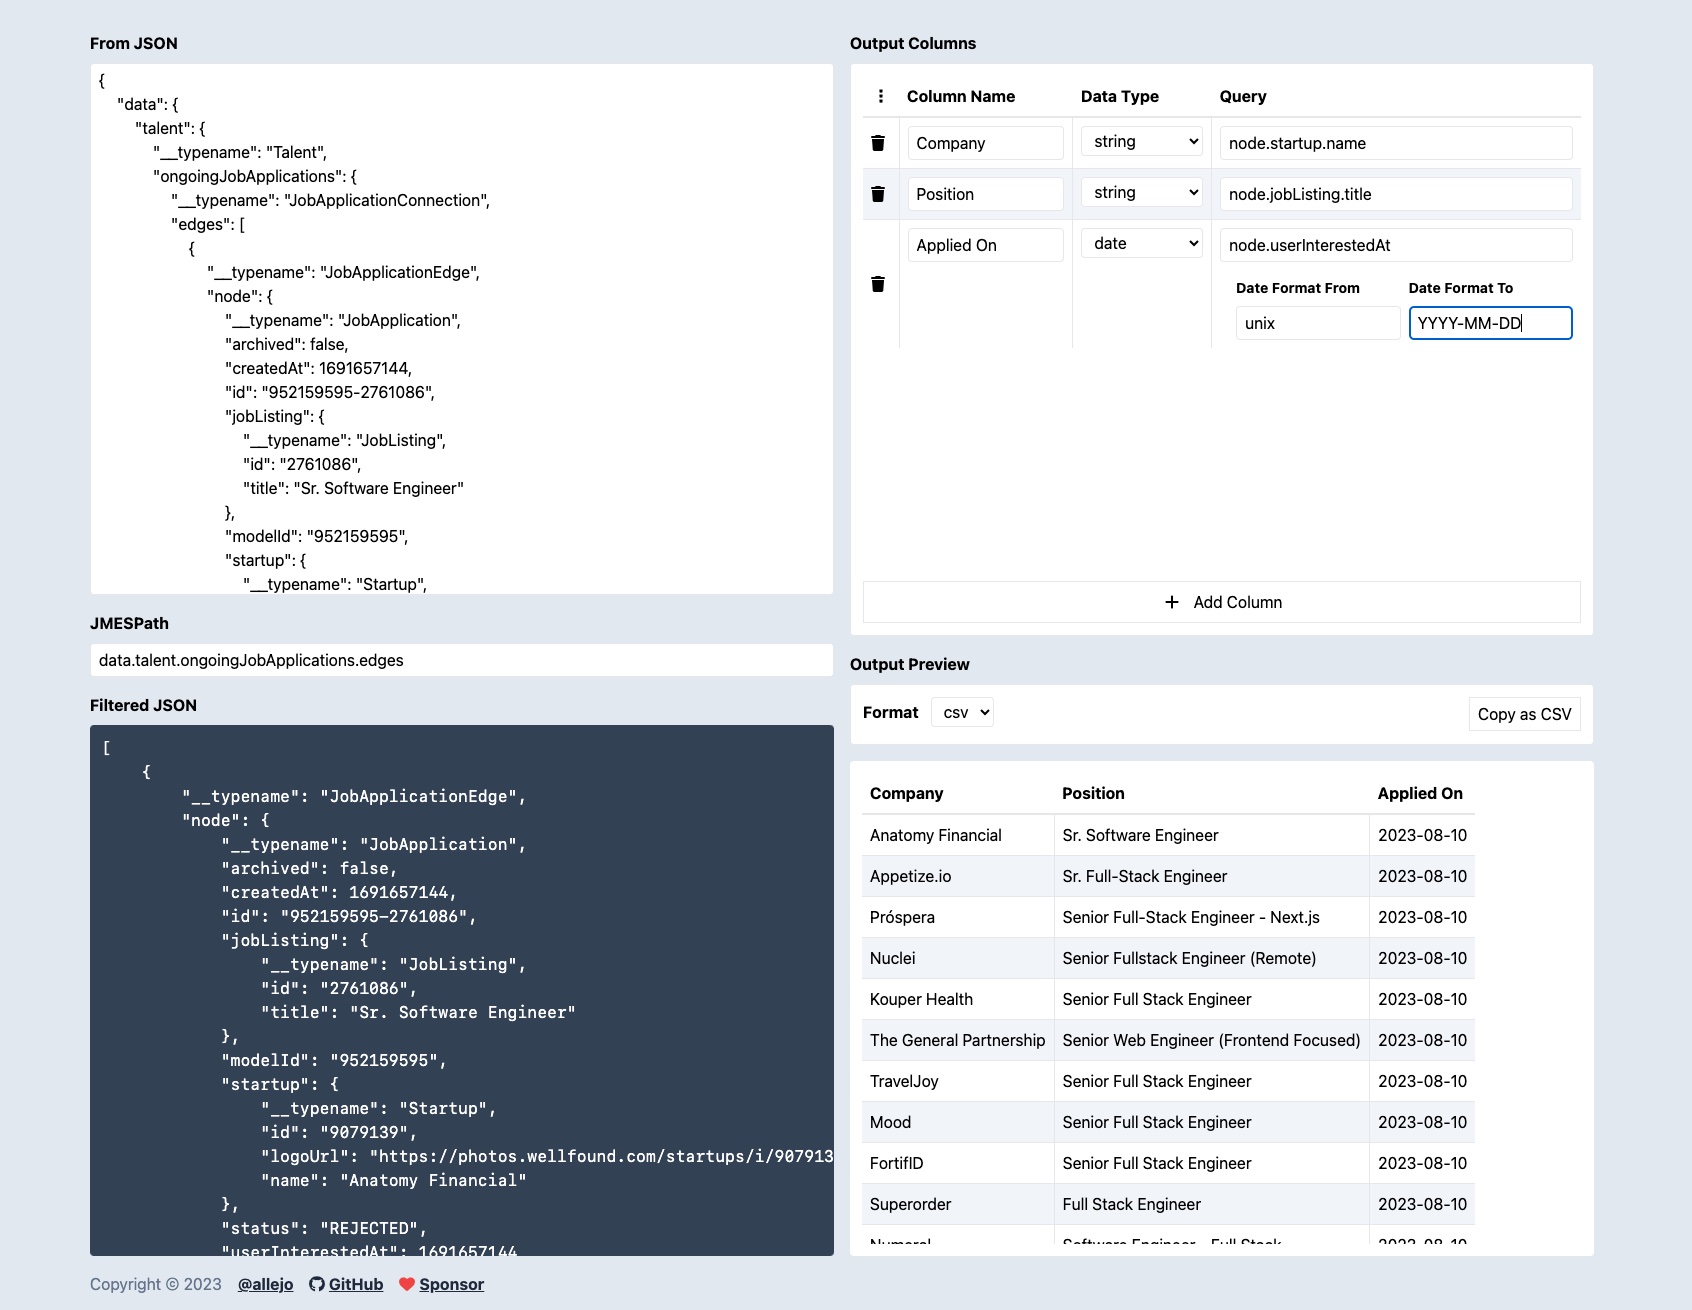 From JSON
{
"data": {
"talent": {
"__typename": "Talent",
"ongoingJobApplications": {
"__typename": "JobApplicationConnection",
"edges": [
{
"__typename": "JobApplicationEdge",
"node": {
"__typename": "JobApplication",
"archived": false,
"createdAt": 1691657144,
"id": "952159595-2761086",
"jobListing": {
"__typename": "JobListing",
"id": "2761086",
"title": "Sr. Software Engineer"
},
"modelId": "952159595",
"startup": {
"__typename": "Startup",
JMESPath
data.talent.ongoingJobApplications.edges
Filtered JSON
[
{
"__typename": "JobApplicationEdge",
"node": {
"__typename": "JobApplication",
"archived": false,
"createdAt": 1691657144,
"id": "952159595-2761086",
"jobListing": {
"__typename": "JobListing",
"id": "2761086",
"title": "Sr. Software Engineer"
},
"modelId": "952159595",
"startup": {
"__typename": "Startup",
"id": "9079139",
"logoUrl": "https://photos.wellfound.com/startups/i/907913
"name": "Anatomy Financial"
},
"status": "REJECTED",
"userInterestedAt": 1691657144
Output Columns
Column Name Data Type Query
Company string node.startup.name
Position string node.jobListing.title
Applied On date node.userInterestedAt
Date Format From Date Format To
unix YYYY-MM-DD
+ Add Column
Output Preview
Format csv Copy as CSV
Company Position Applied On
Anatomy Financial Sr. Software Engineer 2023-08-10
Appetize.io Sr. Full-Stack Engineer 2023-08-10
Próspera Senior Full-Stack Engineer - Next.js 2023-08-10
Nuclei Senior Fullstack Engineer (Remote) 2023-08-10
Kouper Health Senior Full Stack Engineer 2023-08-10
The General Partnership Senior Web Engineer (Frontend Focused) 2023-08-10
TravelJoy Senior Full Stack Engineer 2023-08-10
Mood Senior Full Stack Engineer 2023-08-10
FortifID Senior Full Stack Engineer 2023-08-10
Superorder Full Stack Engineer 2023-08-10
Numeral Software Engineer - Full Stack 2023-08-10
Copyright © 2023 @allejo GitHub Sponsor